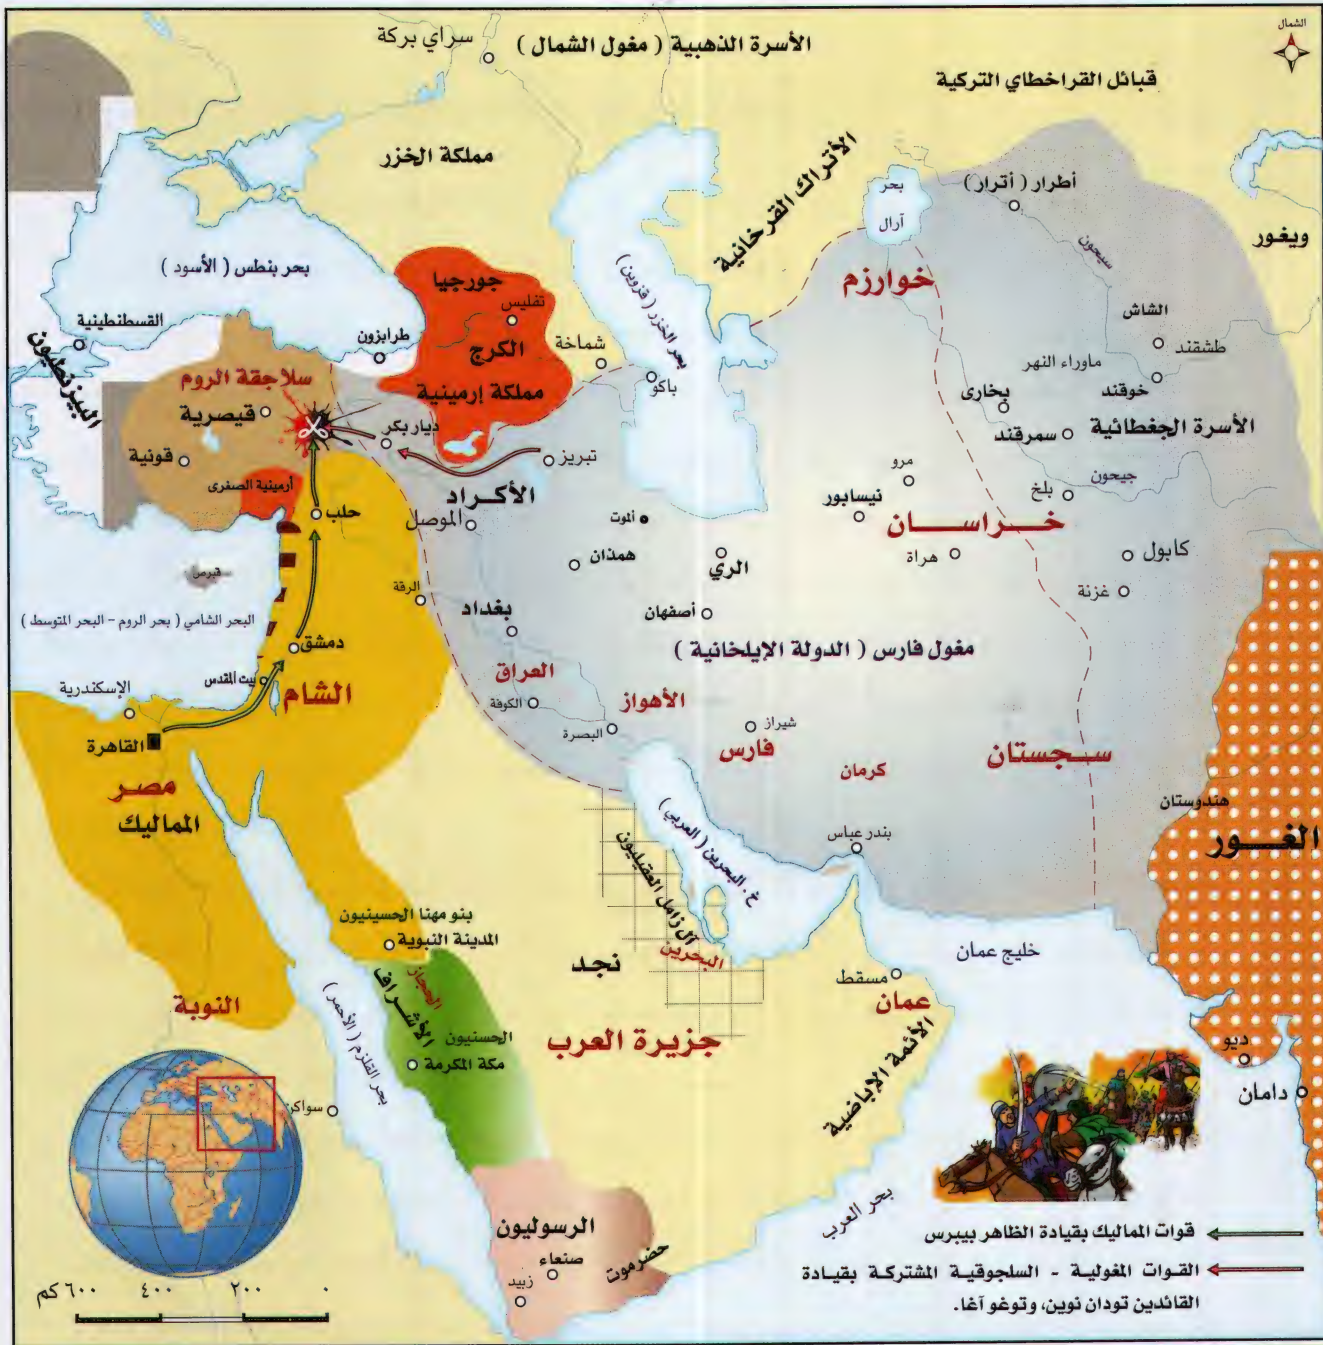 الشمال
سراي بركة
الأسرة الذهبية ( مغول الشمال )
قبائل القراخطاي التركية
مملكة الخزر
الأتراك القرخانية
بحر
آرال
أطرار ( أترار )
سيحون
ويغور
بحر بنطس ( الأسود )
جورجيا
تفليس
الكرج
مملكة إرمينية
بحر الخزر ( قزوين )
خوارزم
الشاش
طشقند
ماوراء النهر
خوقند
بخارى
سمرقند
الأسرة الجغطائية
جيحون
القسطنطينية
البيزنطيون
طرابزون
شماخة
باكو
سلاجقة الروم
قيصرية
ديار بكر
قونية
تبريز
أرمينية الصغرى
الأكراد
حلب
الموصل
ألموت
همذان
الري
مرو
نيسابور
بلخ
خراسان
هراة
كابول
غزنة
قبرص
الرقة
البحر الشامي ( بحر الروم - البحر المتوسط )
بغداد
أصفهان
دمشق
مغول فارس ( الدولة الإيلخانية )
العراق
بيت المقدس
الشام
الإسكندرية
الكوفة
الأهواز
البصرة
شيراز
فارس
كرمان
سجستان
القاهرة
مصر
المماليك
هندوستان
الغور
بندر عباس
خ. البحرين ( العربي )
آل زامل العقيليون
البحرين
بنو مهنا الحسينيون
المدينة النبوية
نجد
خليج عمان
مسقط
عمان
الأئمة الإباضية
النوبة
الحجاز
الأشراف
الحسنيون
مكة المكرمة
جزيرة العرب
بحر القلزم ( الأحمر )
سواكن
ديو
دامان
بحر العرب
الرسوليون
صنعاء
زبيد
حضرموت
قوات المماليك بقيادة الظاهر بيبرس
القوات المغولية - السلجوقية المشتركة بقيادة
القائدين تودان نوين، وتوغو آغا.
٠ ٢٠٠ ٤٠٠ ٦٠٠ كم